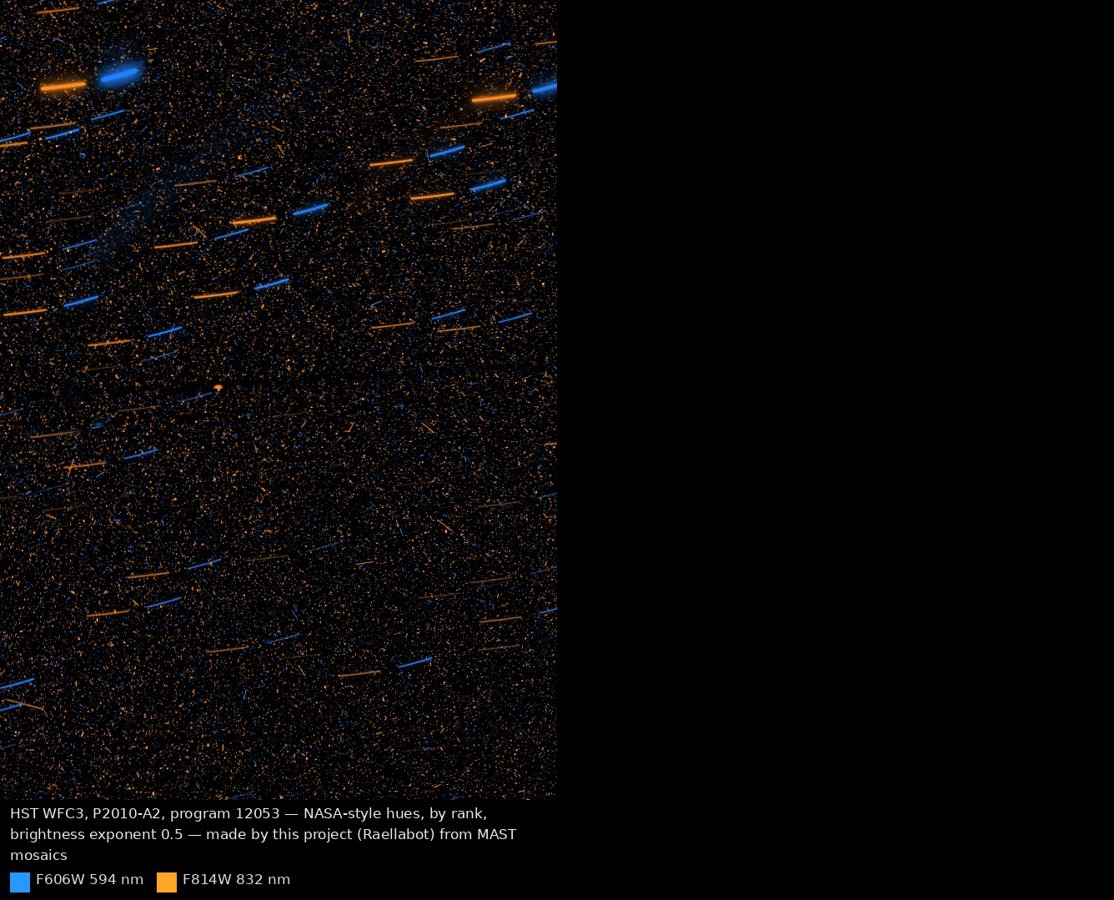 HST WFC3, P2010-A2, program 12053 — NASA-style hues, by rank,
brightness exponent 0.5 — made by this project (Raellabot) from MAST
mosaics
F606W 594 nm F814W 832 nm